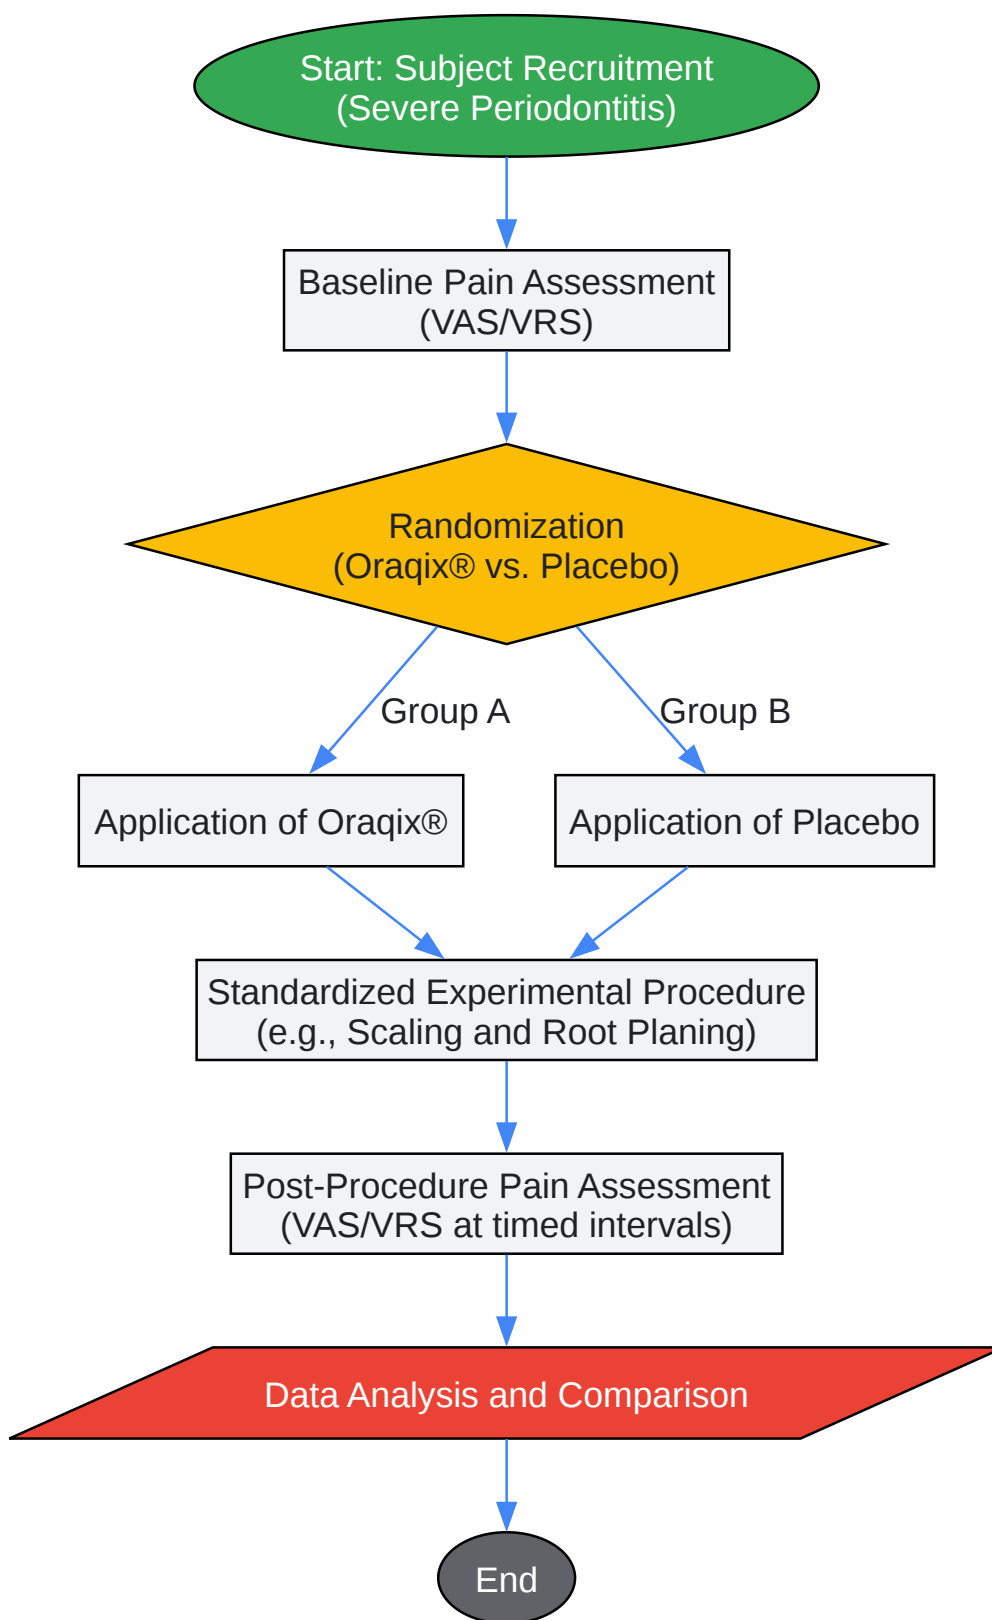 Start: Subject Recruitment
(Severe Periodontitis)
Baseline Pain Assessment
(VAS/VRS)
Randomization
(Oraqix® vs. Placebo)
Group A
Group B
Application of Oraqix®
Application of Placebo
Standardized Experimental Procedure
(e.g., Scaling and Root Planing)
Post-Procedure Pain Assessment
(VAS/VRS at timed intervals)
Data Analysis and Comparison
End